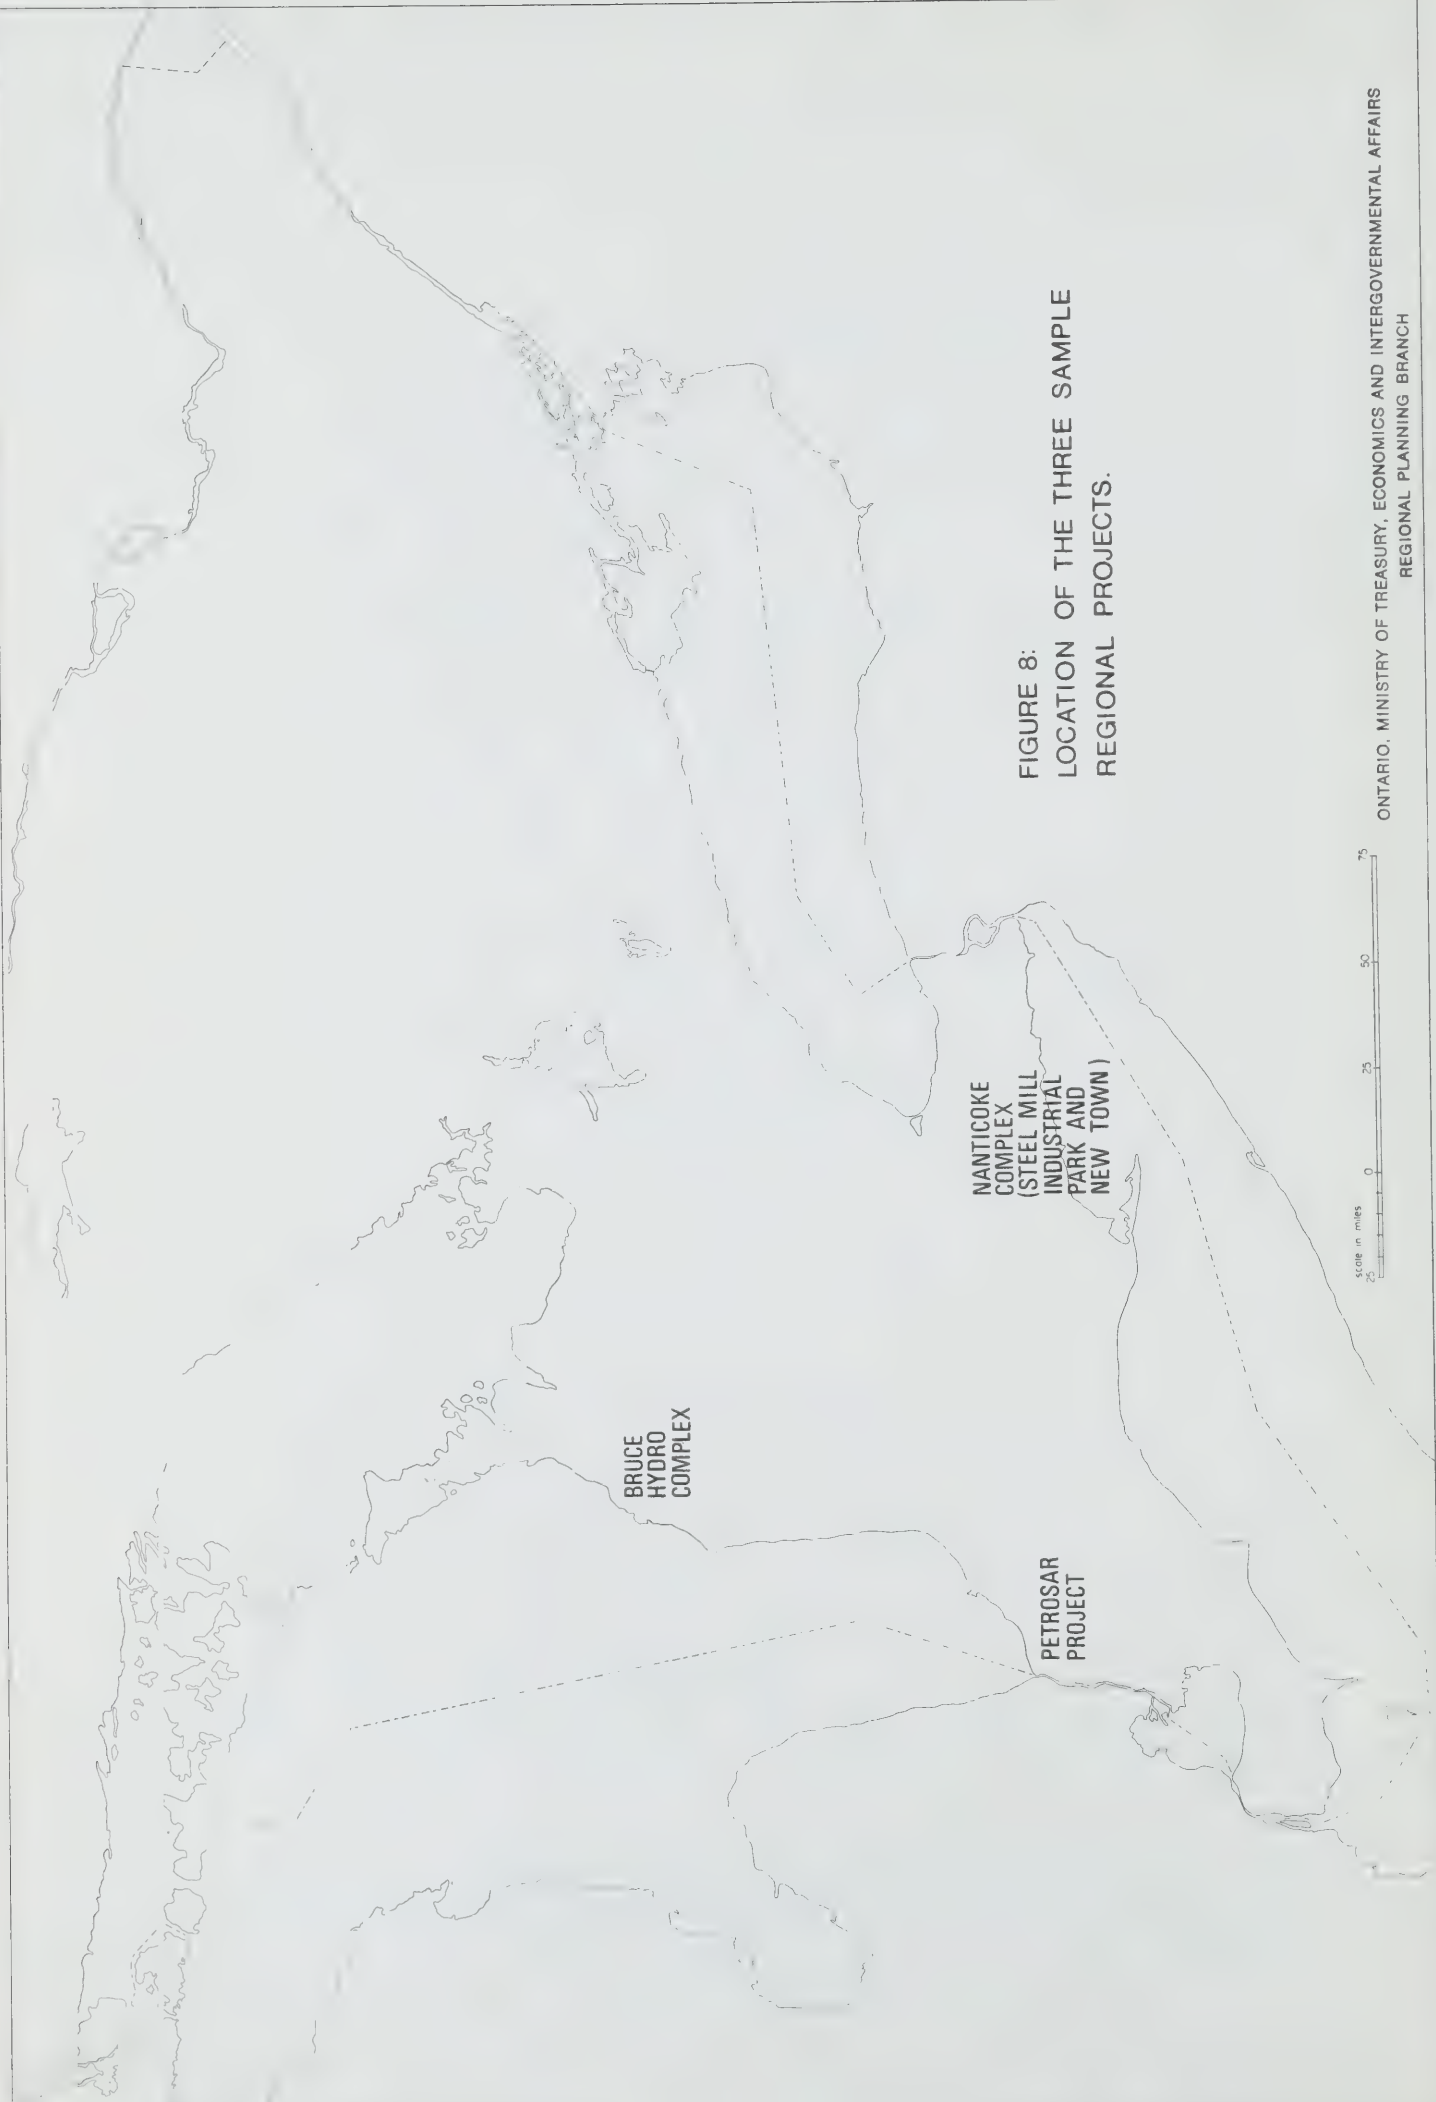 BRUCE
HYDRO
COMPLEX
PETROSAR
PROJECT
NANTICOKE
COMPLEX
(STEEL MILL
INDUSTRIAL
PARK AND
NEW TOWN)
FIGURE 8:
LOCATION OF THE THREE SAMPLE
REGIONAL PROJECTS.
scale in miles
25 0 25 50 75
ONTARIO, MINISTRY OF TREASURY, ECONOMICS AND INTERGOVERNMENTAL AFFAIRS
REGIONAL PLANNING BRANCH